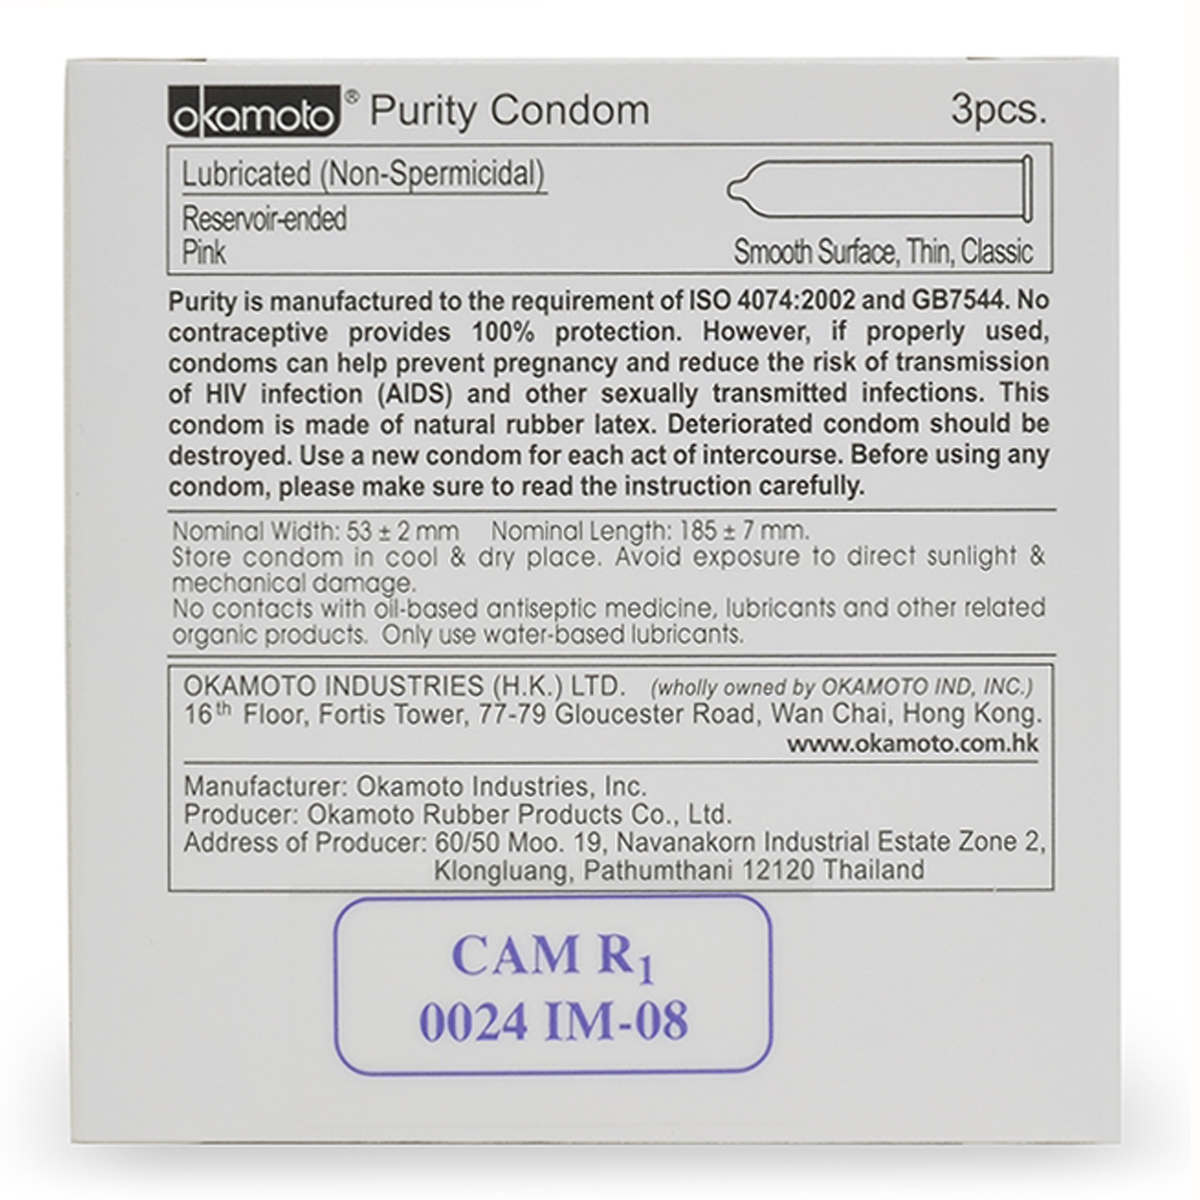 okamoto® Purity Condom 3pcs.
Lubricated (Non-Spermicidal)
Reservoir-ended
Pink Smooth Surface, Thin, Classic
Purity is manufactured to the requirement of ISO 4074:2002 and GB7544. No
contraceptive provides 100% protection. However, if properly used,
condoms can help prevent pregnancy and reduce the risk of transmission
of HIV infection (AIDS) and other sexually transmitted infections. This
condom is made of natural rubber latex. Deteriorated condom should be
destroyed. Use a new condom for each act of intercourse. Before using any
condom, please make sure to read the instruction carefully.
Nominal Width: 53 ± 2 mm Nominal Length: 185 ± 7 mm.
Store condom in cool & dry place. Avoid exposure to direct sunlight &
mechanical damage.
No contacts with oil-based antiseptic medicine, lubricants and other related
organic products. Only use water-based lubricants.
OKAMOTO INDUSTRIES (H.K.) LTD. (wholly owned by OKAMOTO IND, INC.)
16th Floor, Fortis Tower, 77-79 Gloucester Road, Wan Chai, Hong Kong.
www.okamoto.com.hk
Manufacturer: Okamoto Industries, Inc.
Producer: Okamoto Rubber Products Co., Ltd.
Address of Producer: 60/50 Moo. 19, Navanakorn Industrial Estate Zone 2,
Klongluang, Pathumthani 12120 Thailand
CAM R1
0024 IM-08